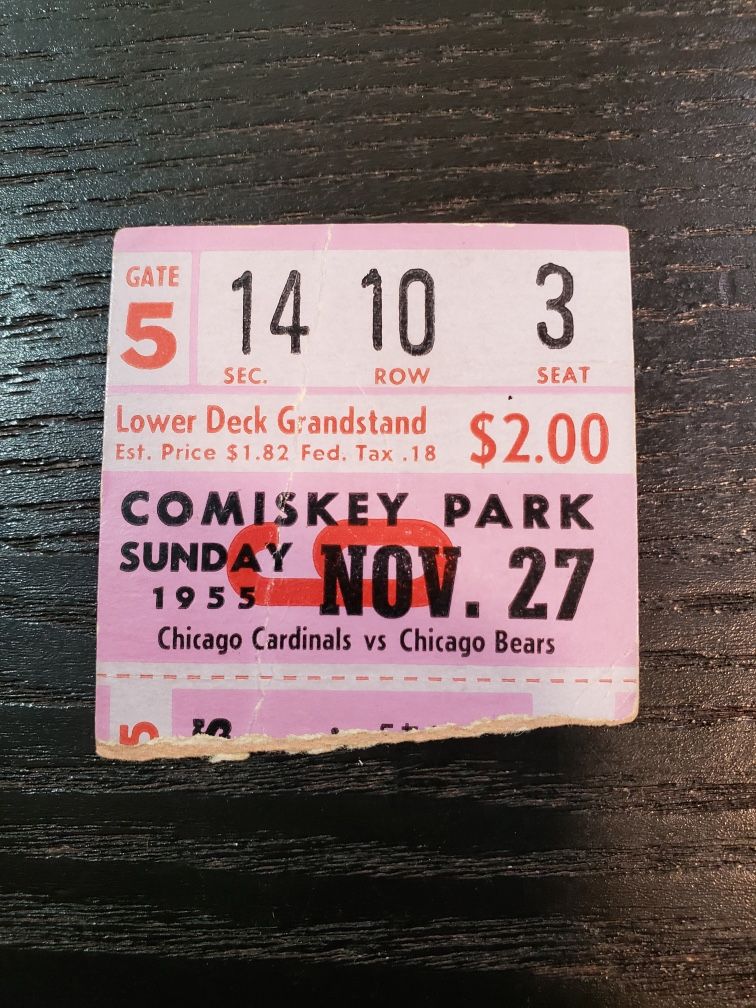 GATE
5
14 10 3
SEC. ROW SEAT
Lower Deck Grandstand
Est. Price $1.82 Fed. Tax .18
$2.00
COMISKEY PARK
SUNDAY
1955
NOV. 27
Chicago Cardinals vs Chicago Bears
5